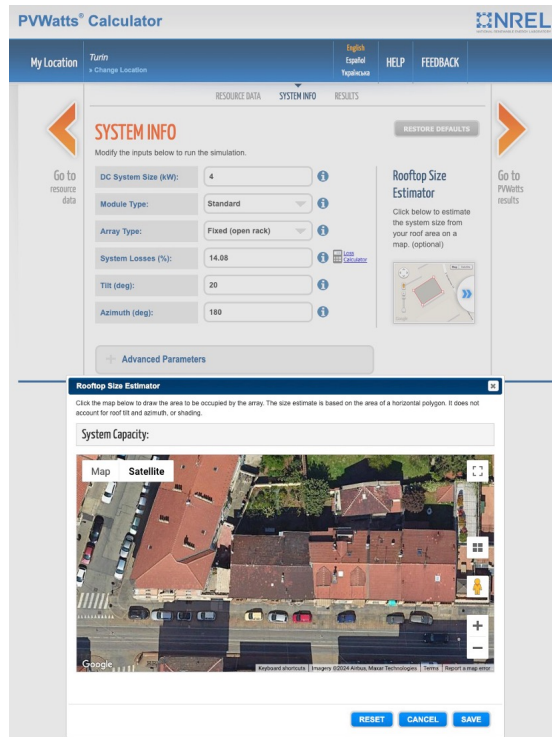 PVWatts® Calculator
NREL
NATIONAL RENEWABLE ENERGY LABORATORY
My Location
Turin
» Change Location
English
Español
Українська
HELP
FEEDBACK
RESOURCE DATA
SYSTEM INFO
RESULTS
SYSTEM INFO
RESTORE DEFAULTS
Modify the inputs below to run the simulation.
Go to
resource
data
DC System Size (kW):
4
Module Type:
Standard
Array Type:
Fixed (open rack)
System Losses (%):
14.08
Loss
Calculator
Tilt (deg):
20
Azimuth (deg):
180
Rooftop Size
Estimator
Click below to estimate
the system size from
your roof area on a
map. (optional)
Go to
PVWatts
results
Advanced Parameters
Rooftop Size Estimator
Click the map below to draw the area to be occupied by the array. The size estimate is based on the area of a horizontal polygon. It does not
account for roof tilt and azimuth, or shading.
System Capacity:
Map
Satellite
Google
Keyboard shortcuts
Imagery ©2024 Airbus, Maxar Technologies
Terms
Report a map error
RESET
CANCEL
SAVE